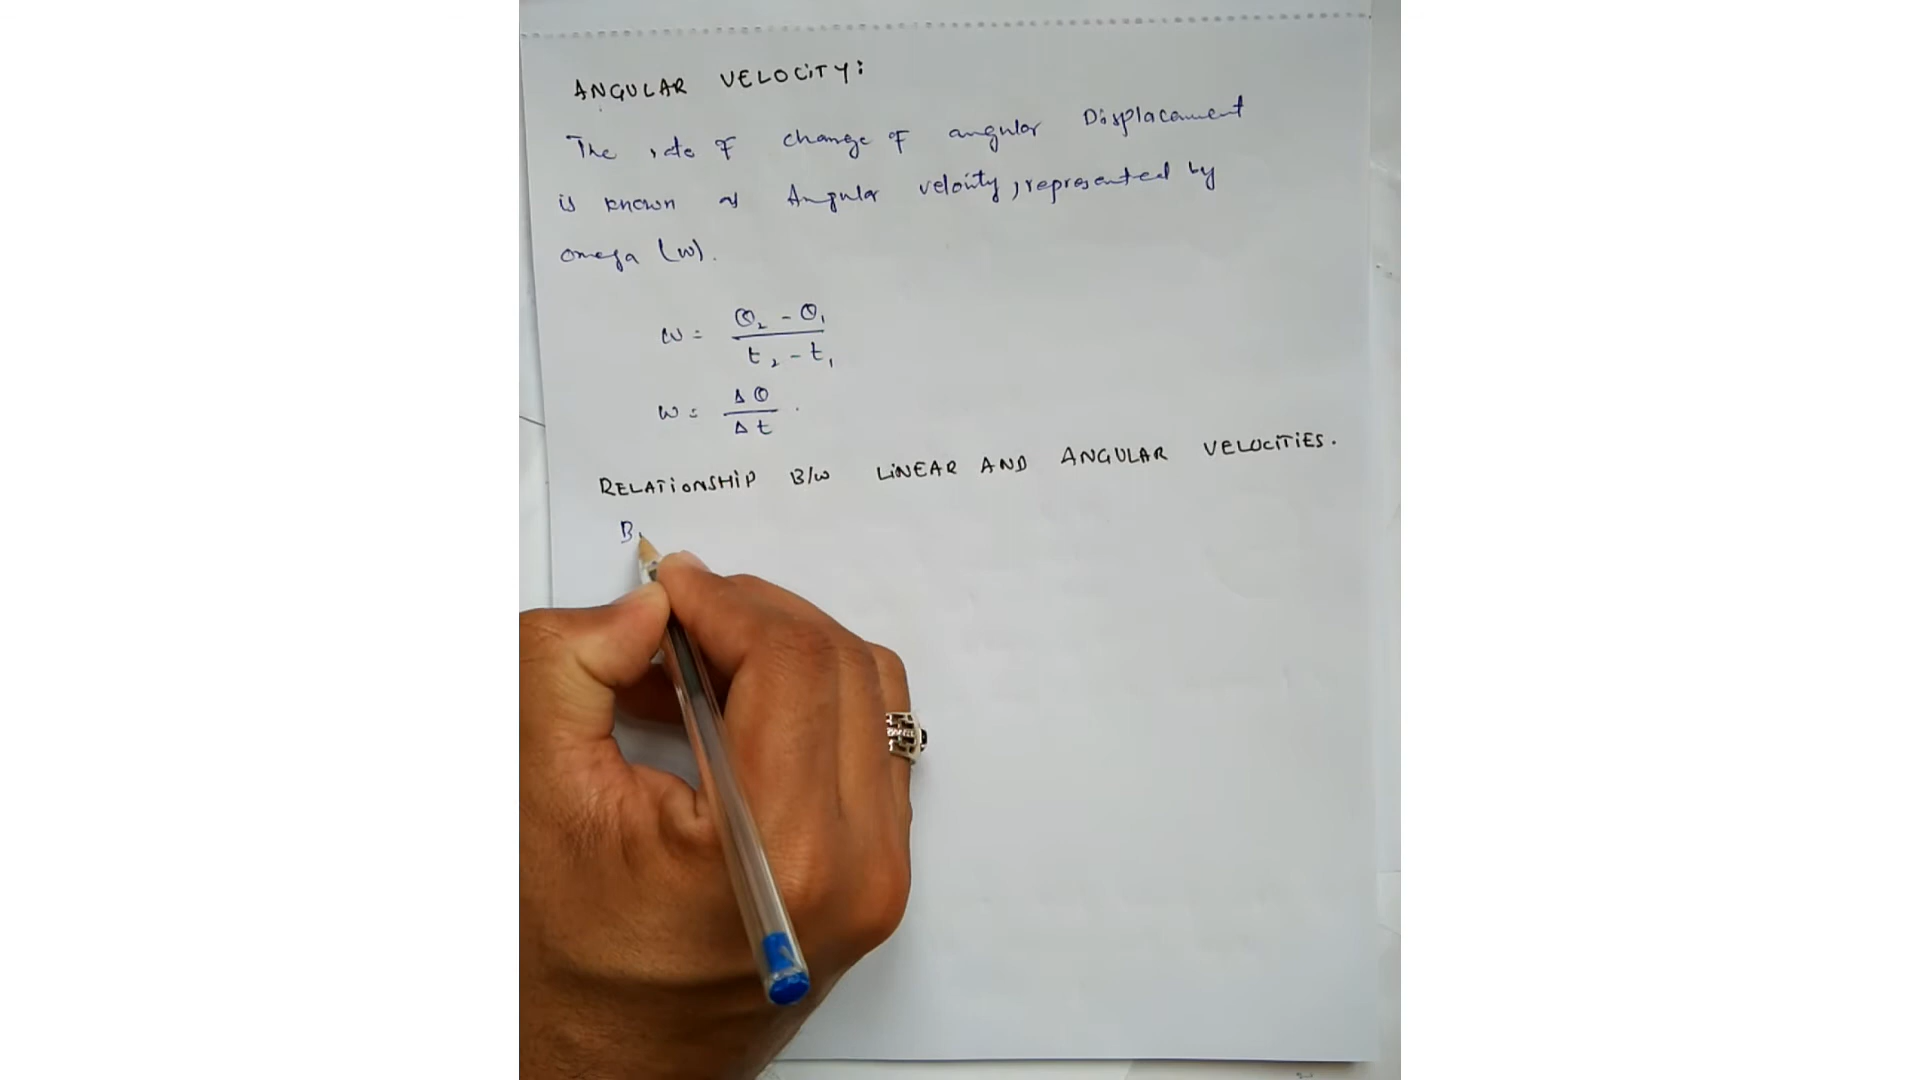 ANGULAR VELOCITY:
The rate of change of angular Displacement
is known as Angular velocity, represented by
omega (ω).
ω = θ₂ - θ₁ / t₂ - t₁
ω = Δθ / Δt .
RELATIONSHIP B/W LINEAR AND ANGULAR VELOCITIES.
B